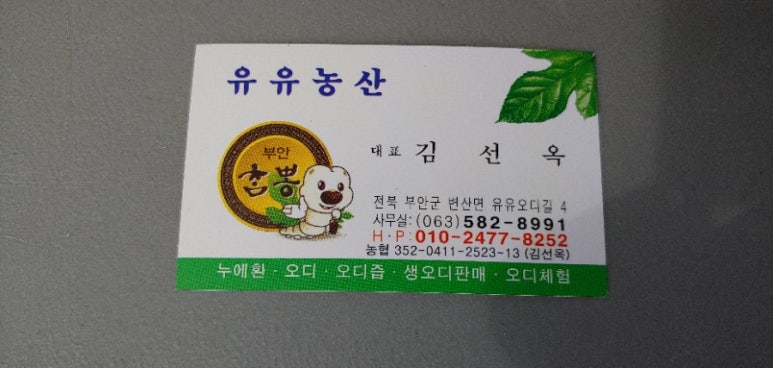 유유농산
부안
참뽕
대표 김선옥
전북 부안군 변산면 유유오디길 4
사무실: (063) 582-8991
H·P: 010-2477-8252
농협 352-0411-2523-13 (김선옥)
누에환 · 오디 · 오디즙 · 생오디판매 · 오디체험